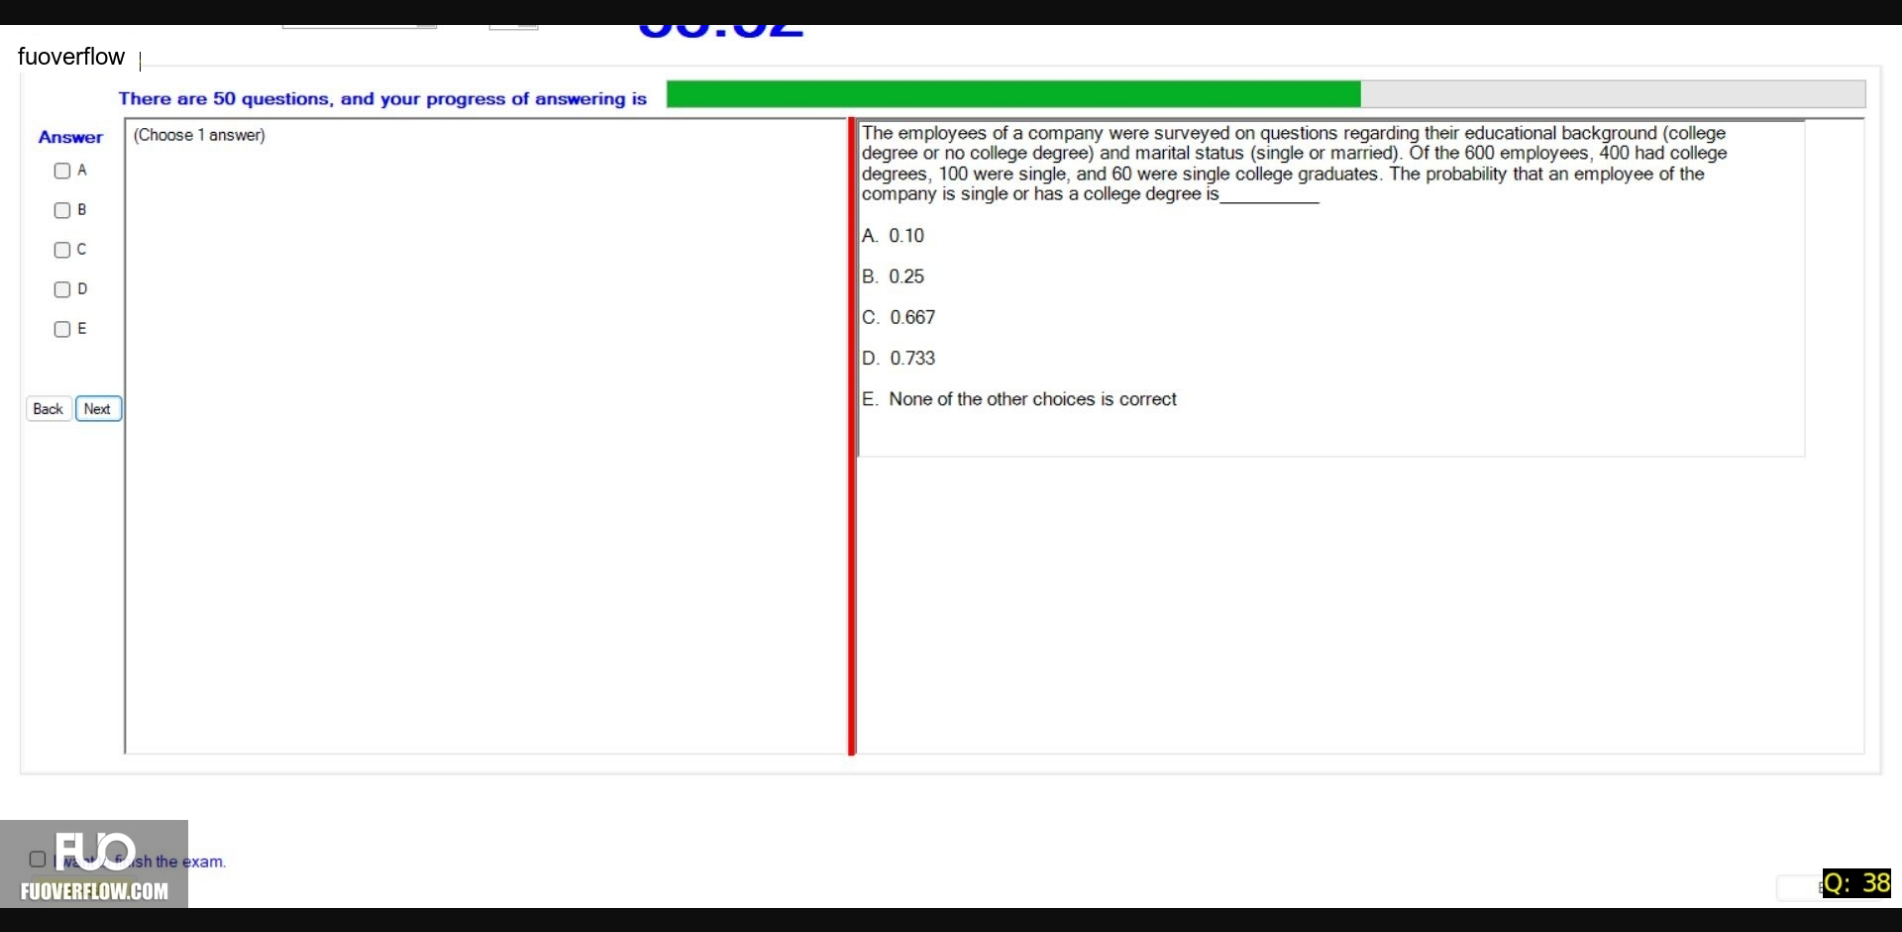 fuoverflow
There are 50 questions, and your progress of answering is
Answer
(Choose 1 answer)
A
B
C
D
E
Back Next
The employees of a company were surveyed on questions regarding their educational background (college
degree or no college degree) and marital status (single or married). Of the 600 employees, 400 had college
degrees, 100 were single, and 60 were single college graduates. The probability that an employee of the
company is single or has a college degree is__________
A. 0.10
B. 0.25
C. 0.667
D. 0.733
E. None of the other choices is correct
the exam.
FUO
FUOVERFLOW.COM
Q: 38